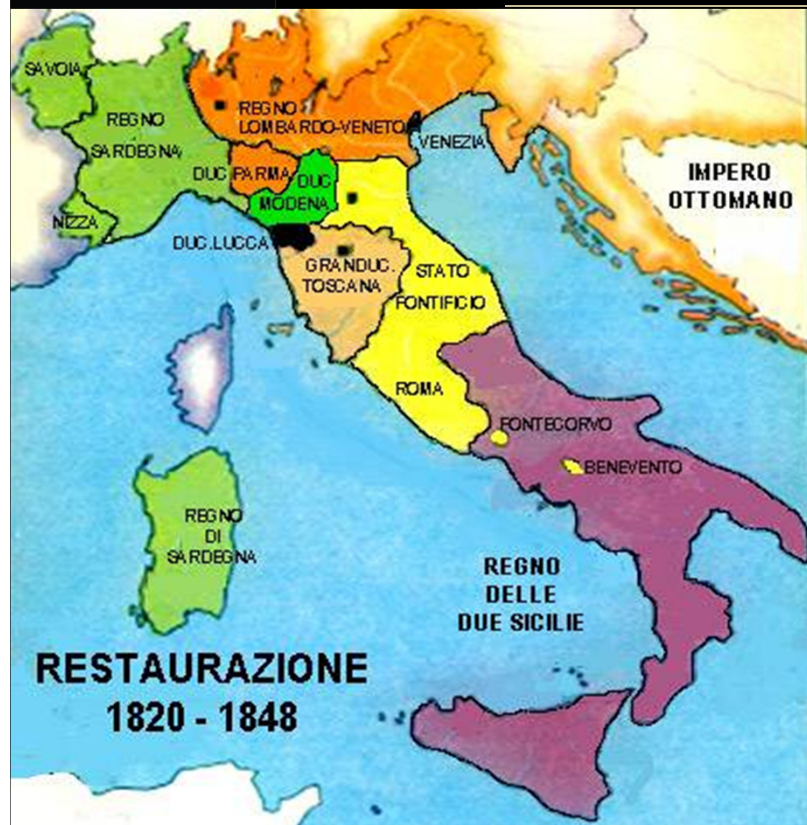 SAVOIA
REGNO
SARDEGNA
NIZZA
REGNO
LOMBARDO-VENETO
VENEZIA
DUC PARMA
DUC
MODENA
DUC.LUCCA
GRANDUC.
TOSCANA
STATO
FONTIFICIO
ROMA
IMPERO
OTTOMANO
FONTECORVO
BENEVENTO
REGNO
DI
SARDEGNA
REGNO
DELLE
DUE SICILIE
RESTAURAZIONE
1820 - 1848